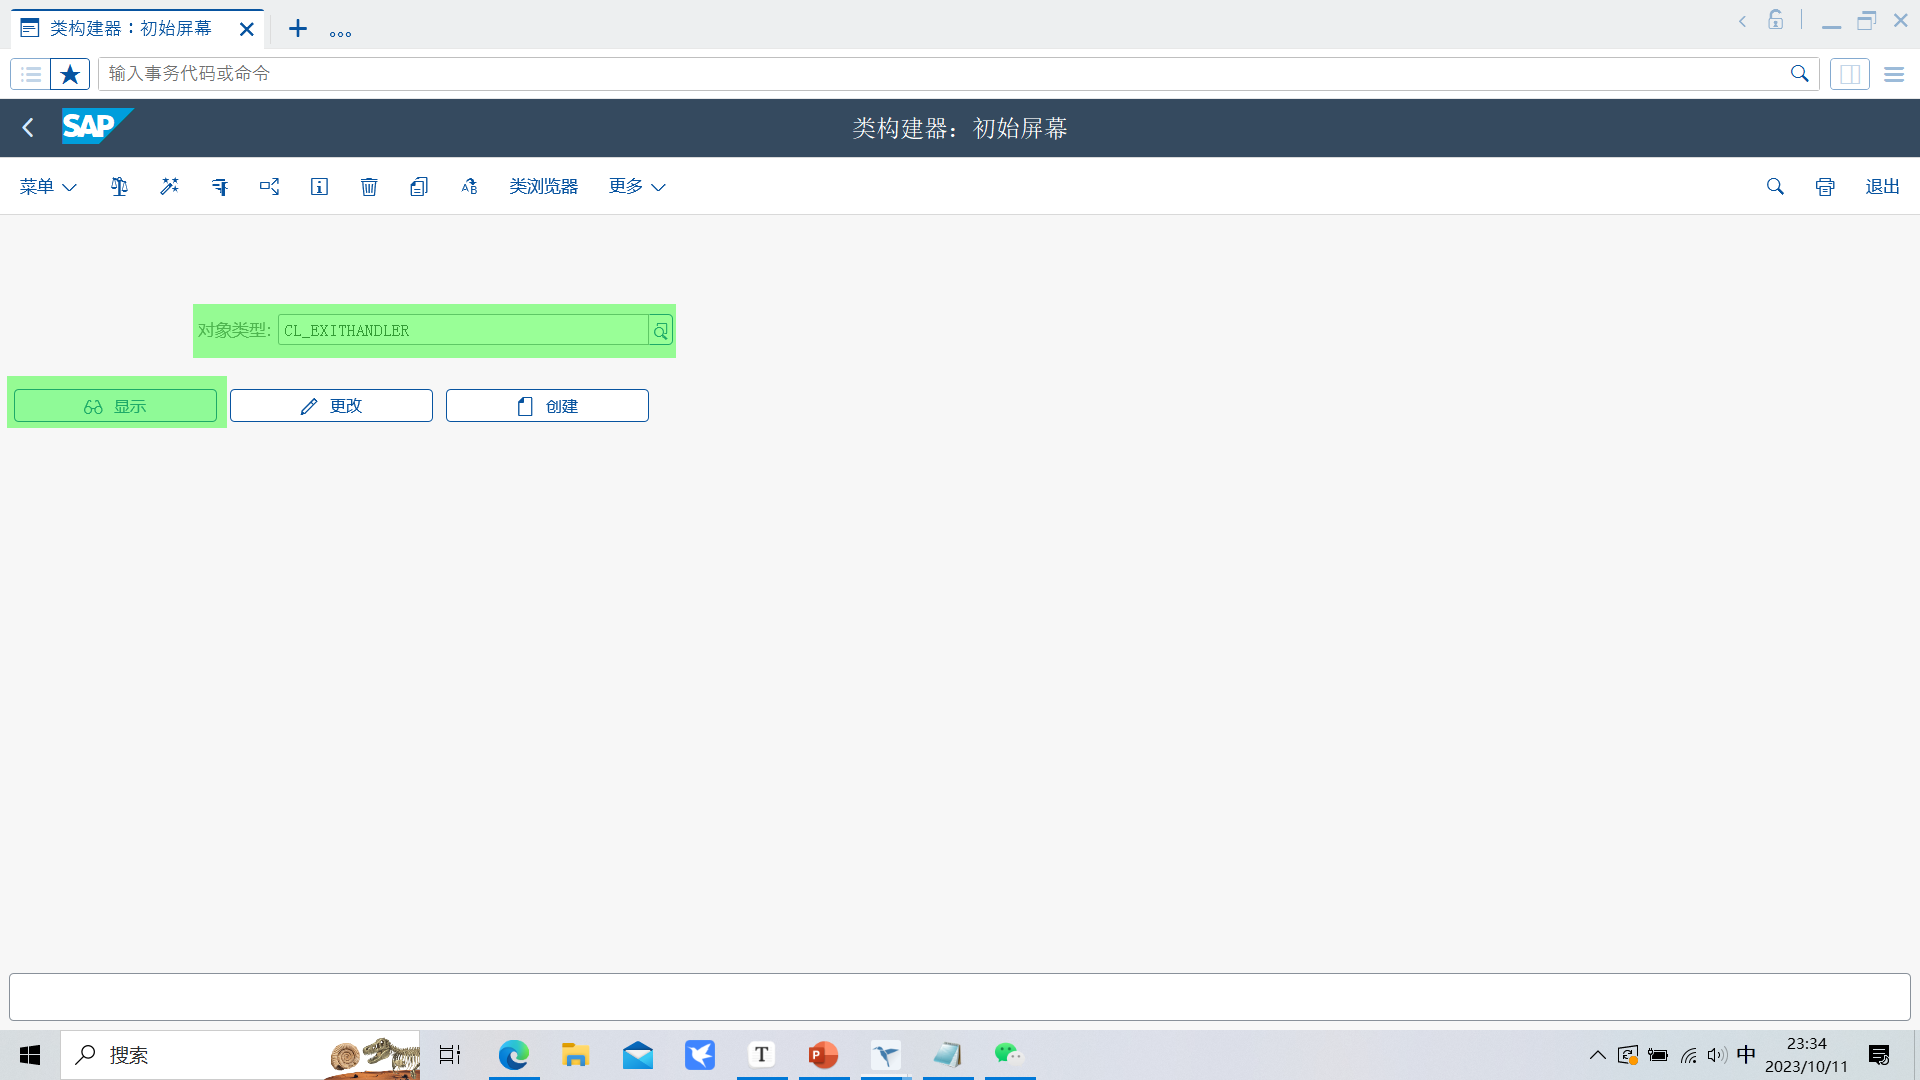 类构建器：初始屏幕
输入事务代码或命令
SAP
类构建器：初始屏幕
菜单
类浏览器
更多
退出
对象类型:
CL_EXITHANDLER
显示
更改
创建
搜索
T
P
中
23:34
2023/10/11